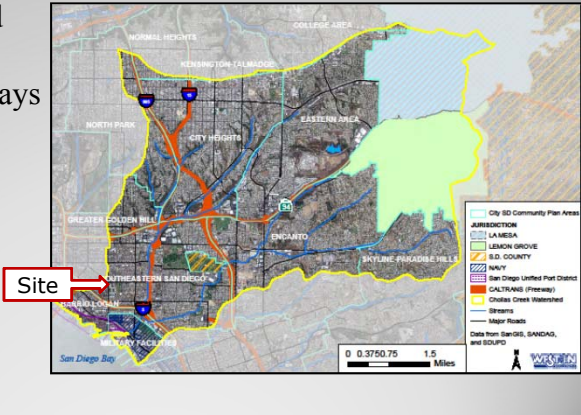 d
ays
COLLEGE AREA
NORMAL HEIGHTS
KENSINGTON-TALMADGE
15
805
NORTH PARK
CITY HEIGHTS
EASTERN AREA
94
GREATER GOLDEN HILL
ENCANTO
SKYLINE-PARADISE HILLS
Site
SOUTHEASTERN SAN DIEGO
BARRIO LOGAN
5
MILITARY FACILITIES
San Diego Bay
City SD Community Plan Areas
JURISDICTION
LA MESA
LEMON GROVE
S.D. COUNTY
NAVY
San Diego Unified Port District
CALTRANS (Freeway)
Chollas Creek Watershed
Streams
Major Roads
Data from SanGIS, SANDAG,
and SDUPD
0 0.3750.75 1.5
Miles
N
WESTON